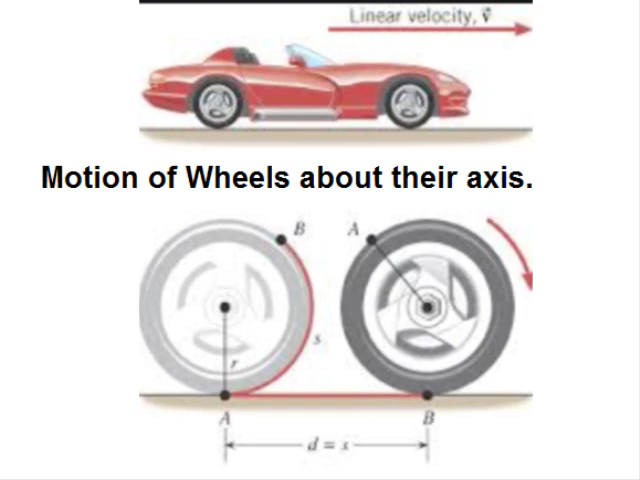 Linear velocity, v⃗
Motion of Wheels about their axis.
B
A
s
r
A
B
d = s